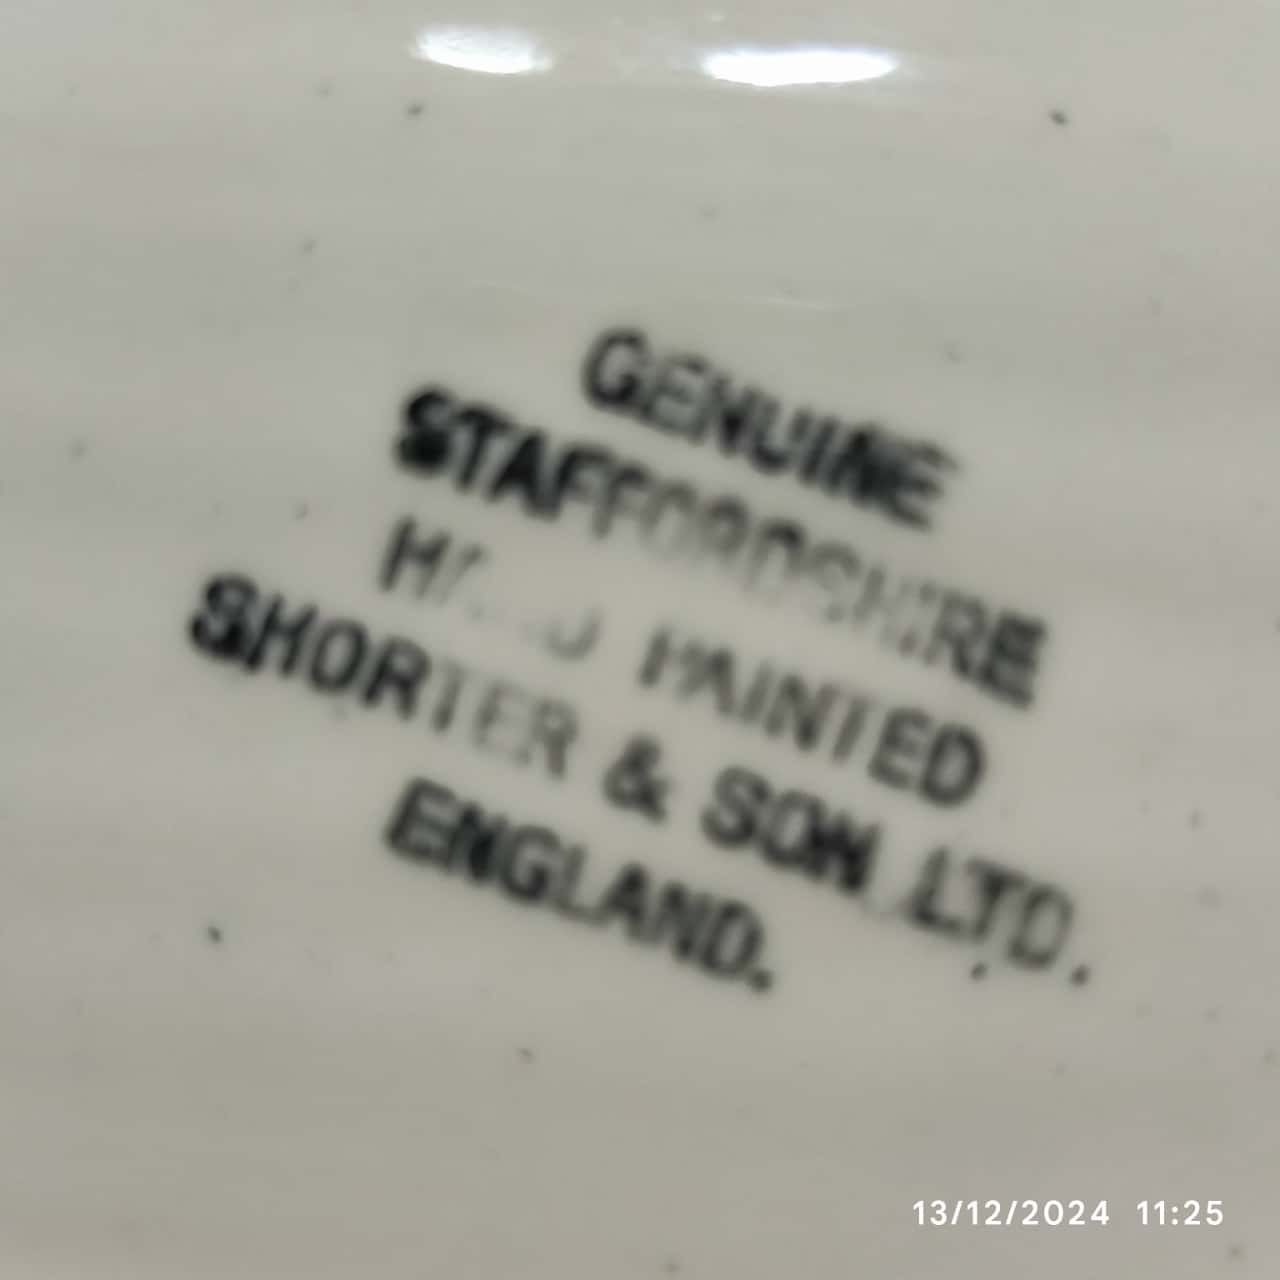 GENUINE
STAFFORDSHIRE
HAND PAINTED
SHORTER & SON LTD.
ENGLAND.
13/12/2024 11:25